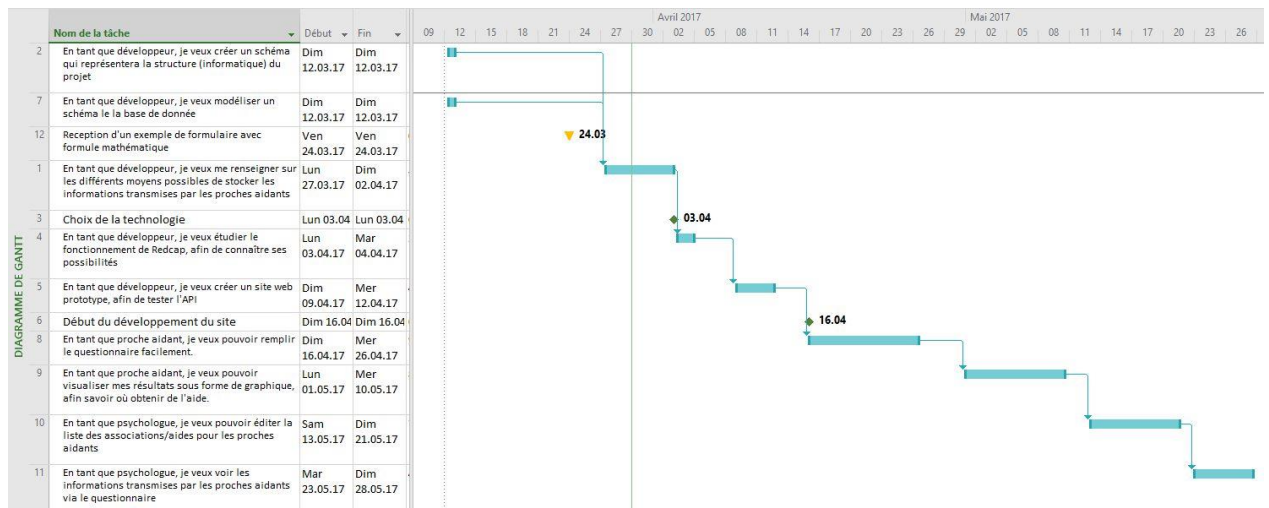 Avril 2017 Mai 2017
Nom de la tâche Début Fin 09 12 15 18 21 24 27 30 02 05 08 11 14 17 20 23 26 29 02 05 08 11 14 17 20 23 26
DIAGRAMME DE GANTT
2 En tant que développeur, je veux créer un schéma Dim Dim
qui représentera la structure (informatique) du 12.03.17 12.03.17
projet
7 En tant que développeur, je veux modéliser un Dim Dim
schéma le la base de donnée 12.03.17 12.03.17
12 Reception d'un exemple de formulaire avec Ven Ven 24.03
formule mathématique 24.03.17 24.03.17
1 En tant que développeur, je veux me renseigner sur Lun Dim
les différents moyens possibles de stocker les 27.03.17 02.04.17
informations transmises par les proches aidants
3 Choix de la technologie Lun 03.04 Lun 03.04 03.04
4 En tant que développeur, je veux étudier le Lun Mar
fonctionnement de Redcap, afin de connaître ses 03.04.17 04.04.17
possibilités
5 En tant que développeur, je veux créer un site web Dim Mer
prototype, afin de tester l'API 09.04.17 12.04.17
6 Début du développement du site Dim 16.04 Dim 16.04 16.04
8 En tant que proche aidant, je veux pouvoir remplir Dim Mer
le questionnaire facilement. 16.04.17 26.04.17
9 En tant que proche aidant, je veux pouvoir Lun Mer
visualiser mes résultats sous forme de graphique, 01.05.17 10.05.17
afin savoir où obtenir de l'aide.
10 En tant que psychologue, je veux pouvoir éditer la Sam Dim
liste des associations/aides pour les proches 13.05.17 21.05.17
aidants
11 En tant que psychologue, je veux voir les Mar Dim
informations transmises par les proches aidants 23.05.17 28.05.17
via le questionnaire